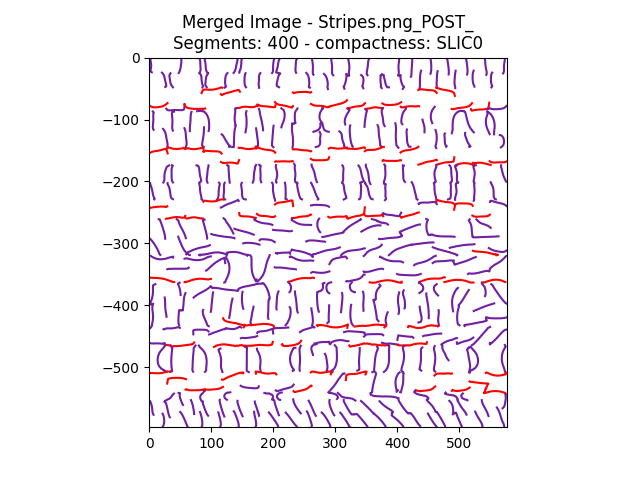 Merged Image - Stripes.png_POST_
Segments: 400 - compactness: SLIC0
0
−100
−200
−300
−400
−500
0 100 200 300 400 500